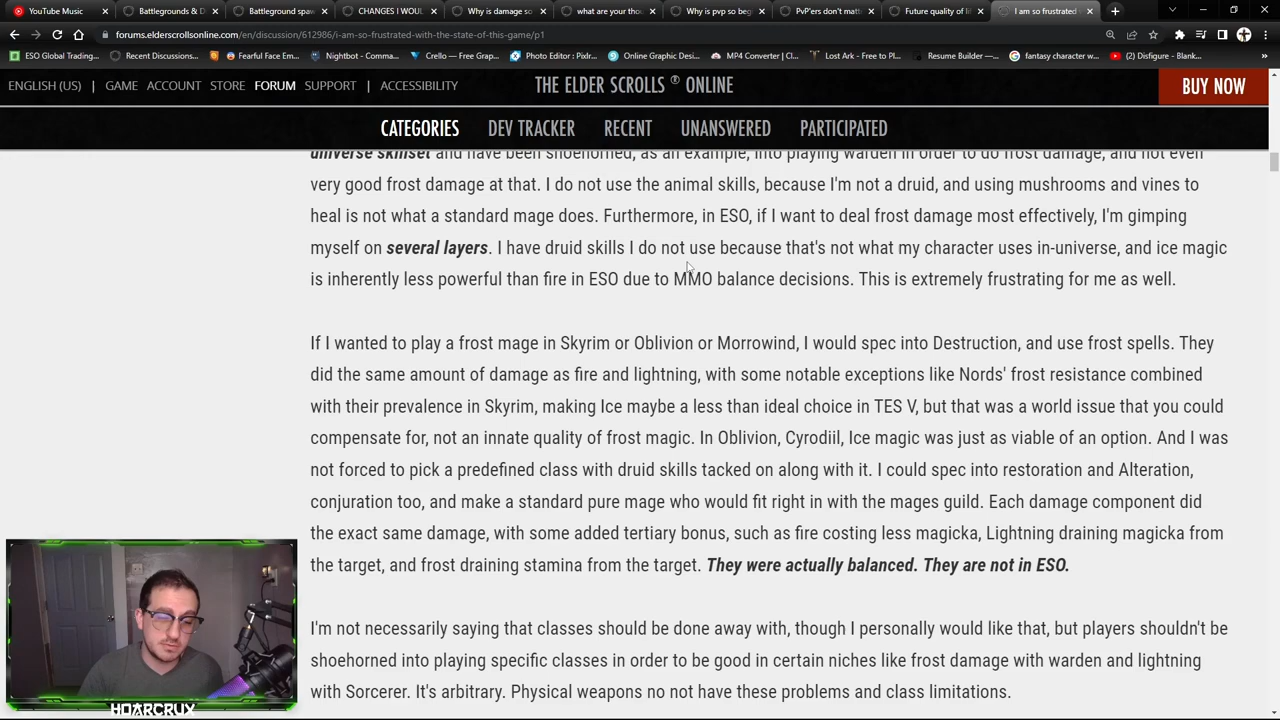 YouTube Music
Battlegrounds & D
Battleground spaw
CHANGES I WOUL
Why is damage so
what are your thou
Why is pvp so beg
PvP'ers don't matt
Future quality of li
I am so frustrated
forums.elderscrollsonline.com/en/discussion/612986/i-am-so-frustrated-with-the-state-of-this-game/p1
ESO Global Trading...
Recent Discussions...
Fearful Face Em...
Nightbot - Comma...
Crello — Free Grap...
Photo Editor : Pixlr...
Online Graphic Des...
MP4 Converter | Cl...
Lost Ark - Free to Pl...
Resume Builder —...
fantasy character w...
(2) Disfigure - Blank...
ENGLISH (US) | GAME ACCOUNT STORE FORUM SUPPORT | ACCESSIBILITY
THE ELDER SCROLLS ® ONLINE
BUY NOW
CATEGORIES DEV TRACKER RECENT UNANSWERED PARTICIPATED
universe skillset and have been shoehorned, as an example, into playing warden in order to do frost damage, and not even
very good frost damage at that. I do not use the animal skills, because I'm not a druid, and using mushrooms and vines to
heal is not what a standard mage does. Furthermore, in ESO, if I want to deal frost damage most effectively, I'm gimping
myself on several layers. I have druid skills I do not use because that's not what my character uses in-universe, and ice magic
is inherently less powerful than fire in ESO due to MMO balance decisions. This is extremely frustrating for me as well.
If I wanted to play a frost mage in Skyrim or Oblivion or Morrowind, I would spec into Destruction, and use frost spells. They
did the same amount of damage as fire and lightning, with some notable exceptions like Nords' frost resistance combined
with their prevalence in Skyrim, making Ice maybe a less than ideal choice in TES V, but that was a world issue that you could
compensate for, not an innate quality of frost magic. In Oblivion, Cyrodiil, Ice magic was just as viable of an option. And I was
not forced to pick a predefined class with druid skills tacked on along with it. I could spec into restoration and Alteration,
conjuration too, and make a standard pure mage who would fit right in with the mages guild. Each damage component did
the exact same damage, with some added tertiary bonus, such as fire costing less magicka, Lightning draining magicka from
the target, and frost draining stamina from the target. They were actually balanced. They are not in ESO.
I'm not necessarily saying that classes should be done away with, though I personally would like that, but players shouldn't be
shoehorned into playing specific classes in order to be good in certain niches like frost damage with warden and lightning
with Sorcerer. It's arbitrary. Physical weapons no not have these problems and class limitations.
HOARCRUX